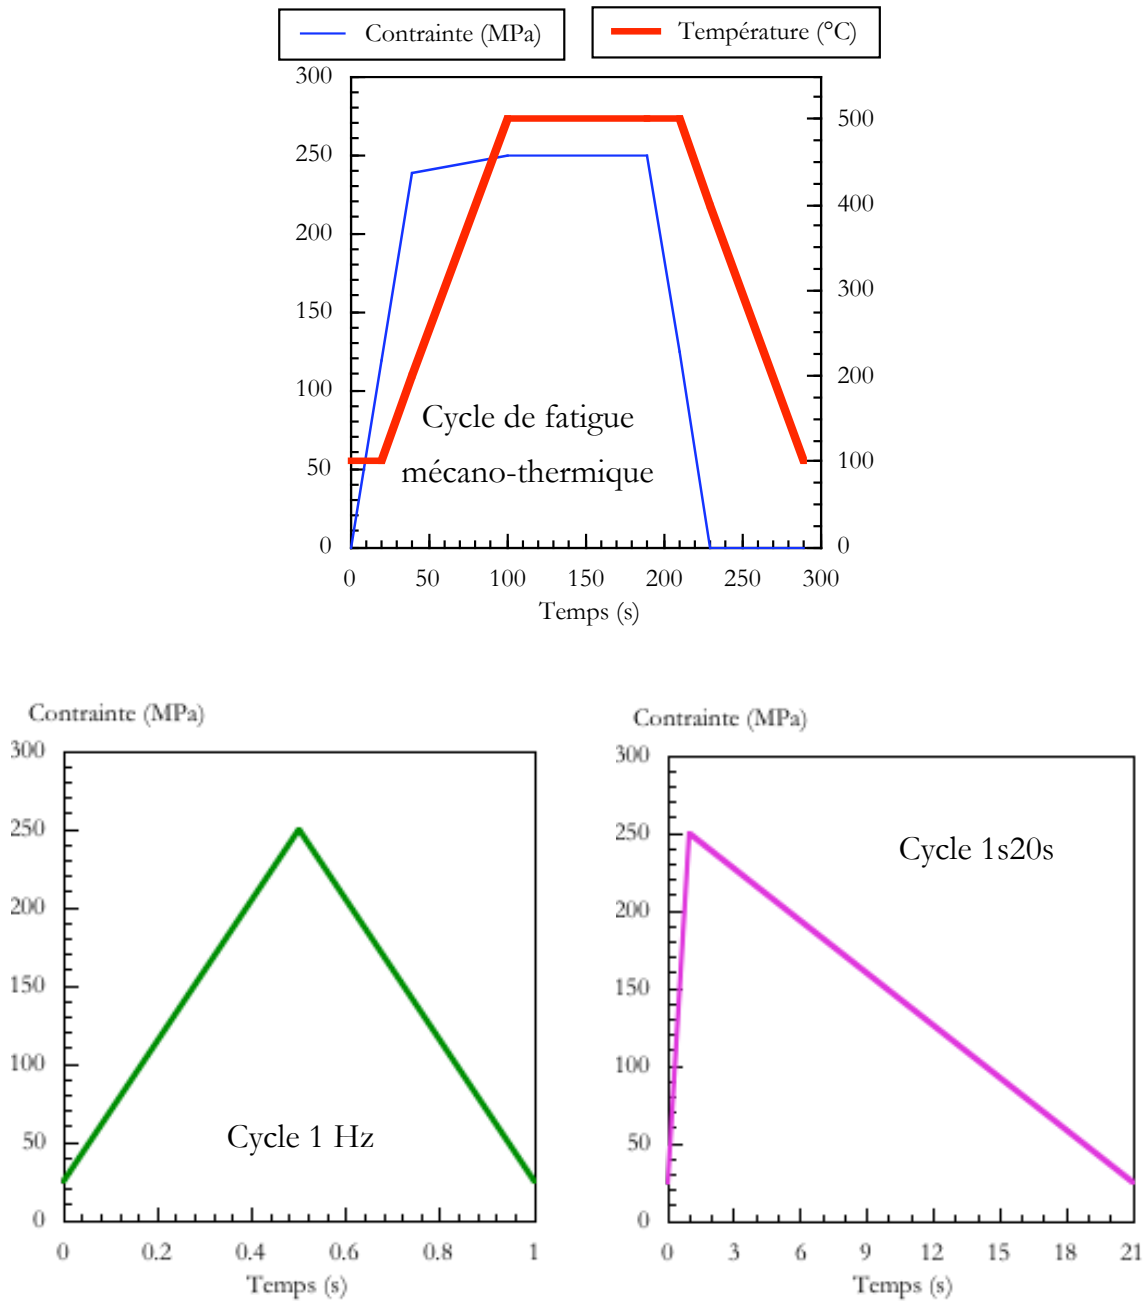 Contrainte (MPa) Température (°C)
300
250
200
150
100
50
0
500
400
300
200
100
0
0 50 100 150 200 250 300
Temps (s)
Cycle de fatigue
mécano-thermique
Contrainte (MPa)
300
250
200
150
100
50
0
0 0.2 0.4 0.6 0.8 1
Temps (s)
Cycle 1 Hz
Contrainte (MPa)
300
250
200
150
100
50
0
0 3 6 9 12 15 18 21
Temps (s)
Cycle 1s20s